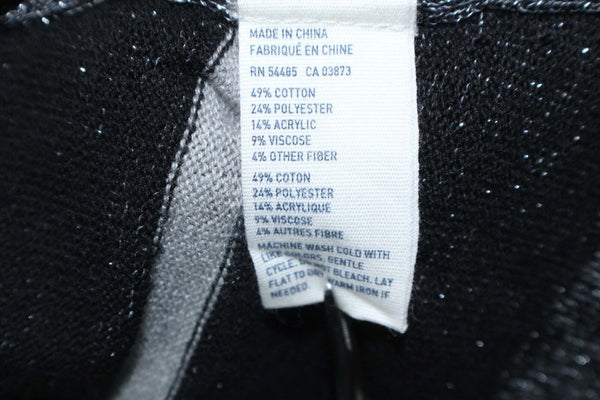 MADE IN CHINA
FABRIQUÉ EN CHINE
RN 54485 CA 03873
49% COTTON
24% POLYESTER
14% ACRYLIC
9% VISCOSE
4% OTHER FIBER
49% COTON
24% POLYESTER
14% ACRYLIQUE
9% VISCOSE
4% AUTRES FIBRE
MACHINE WASH COLD WITH
LIKE COLORS, GENTLE
CYCLE. BLEACH. LAY
FLAT TO DRY. WARM IRON IF
NEEDED.